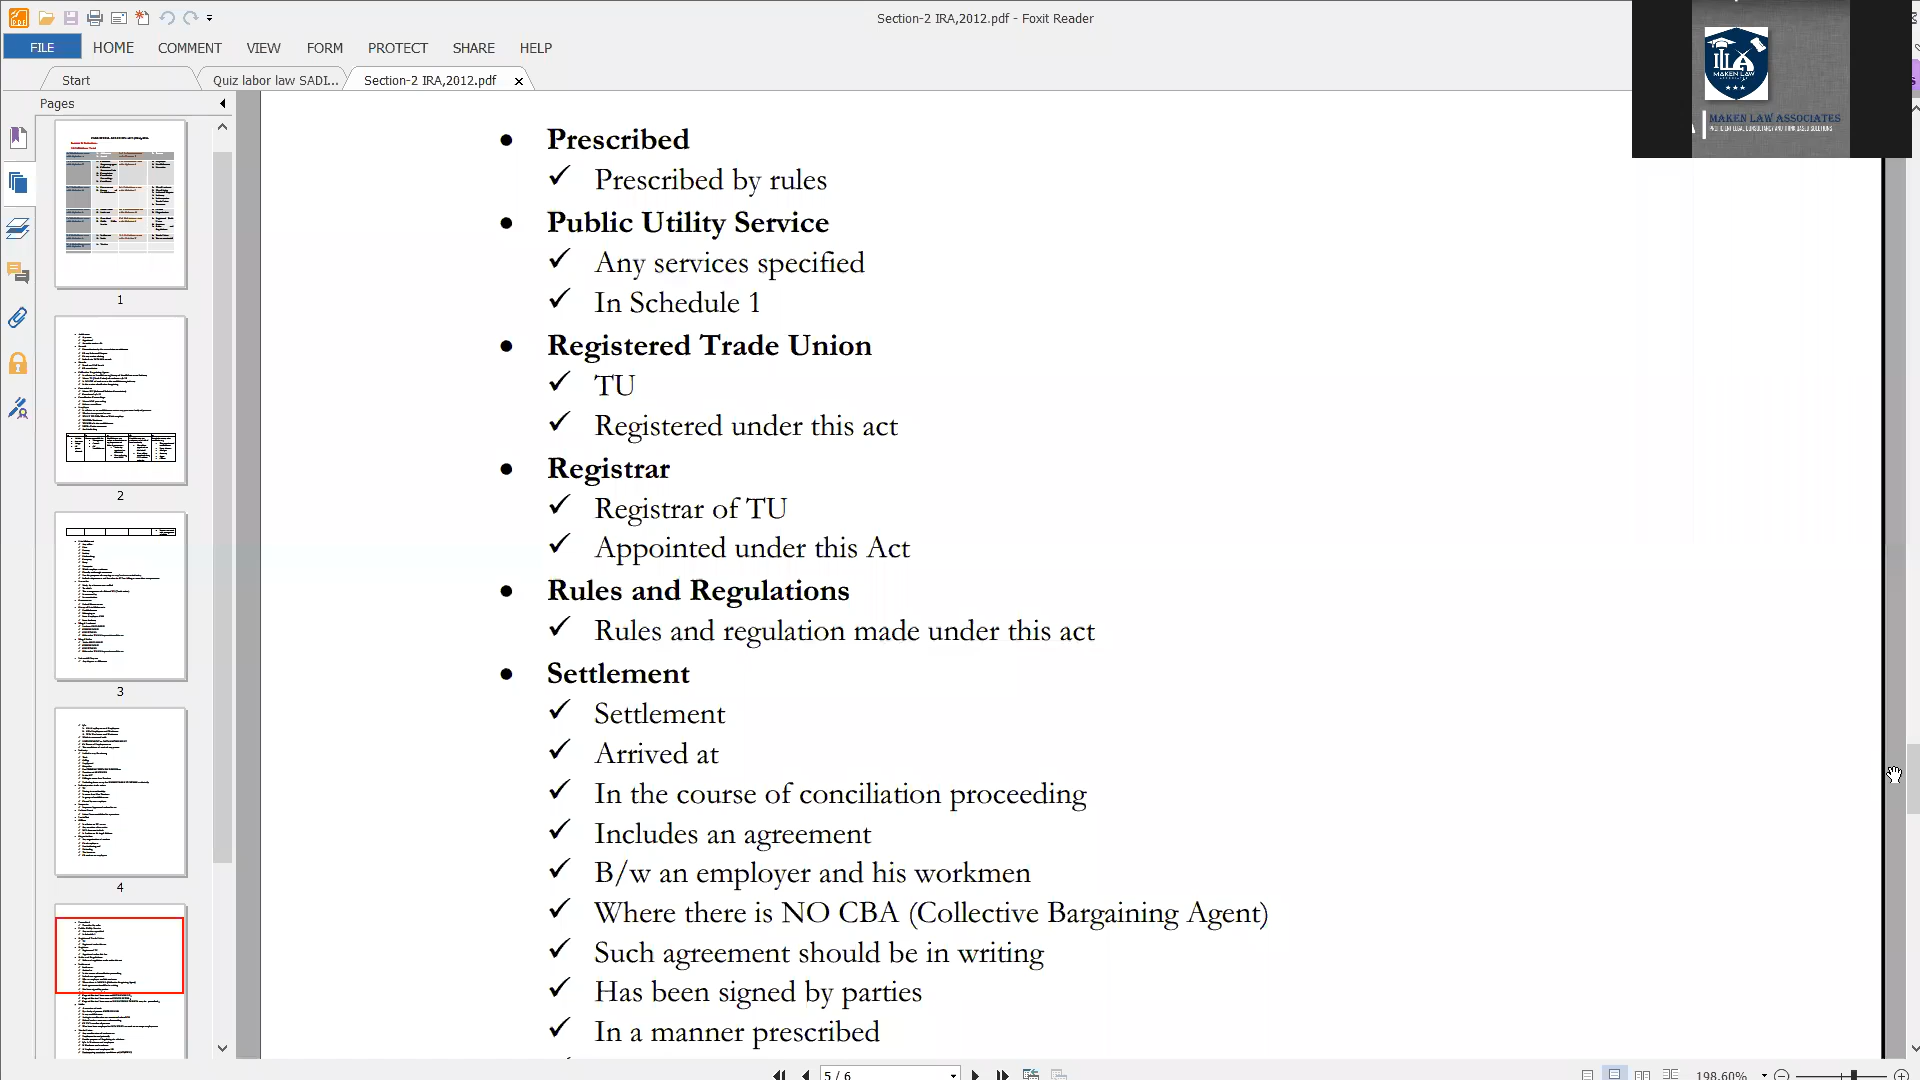 Section-2 IRA,2012.pdf - Foxit Reader
FILE HOME COMMENT VIEW FORM PROTECT SHARE HELP
Start Quiz labor law SADI... Section-2 IRA,2012.pdf
Pages
MAKEN LAW
MAKEN LAW ASSOCIATES
1
2
3
4
• Prescribed
✓ Prescribed by rules
• Public Utility Service
✓ Any services specified
✓ In Schedule 1
• Registered Trade Union
✓ TU
✓ Registered under this act
• Registrar
✓ Registrar of TU
✓ Appointed under this Act
• Rules and Regulations
✓ Rules and regulation made under this act
• Settlement
✓ Settlement
✓ Arrived at
✓ In the course of conciliation proceeding
✓ Includes an agreement
✓ B/w an employer and his workmen
✓ Where there is NO CBA (Collective Bargaining Agent)
✓ Such agreement should be in writing
✓ Has been signed by parties
✓ In a manner prescribed
5 / 6
198.60%